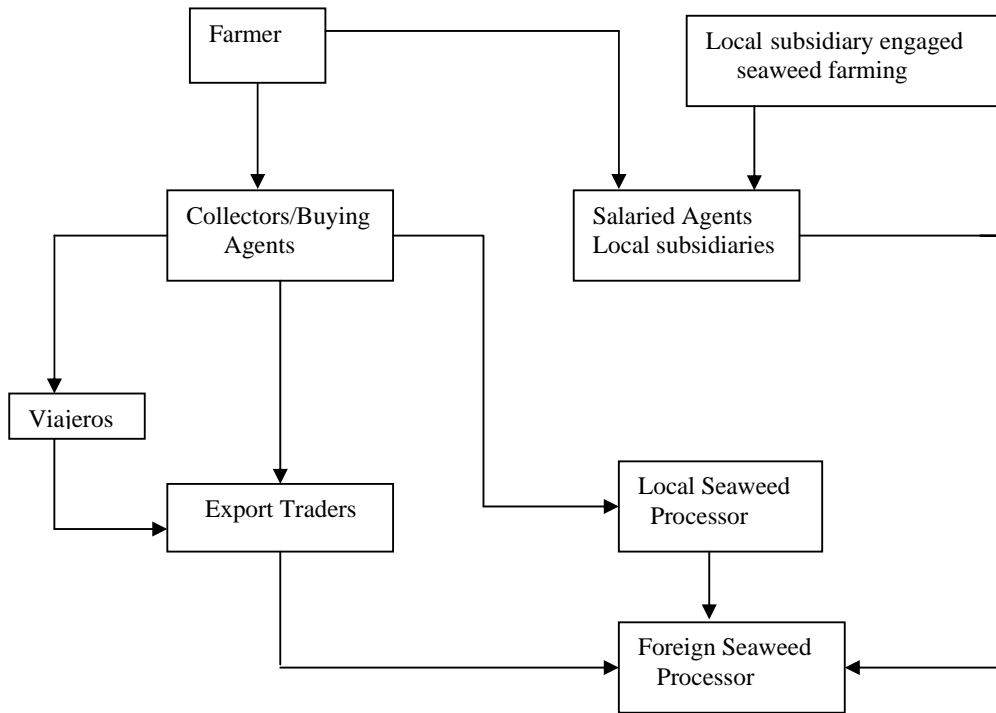 Farmer
Local subsidiary engaged
seaweed farming
Collectors/Buying
Agents
Salaried Agents
Local subsidiaries
Viajeros
Export Traders
Local Seaweed
Processor
Foreign Seaweed
Processor